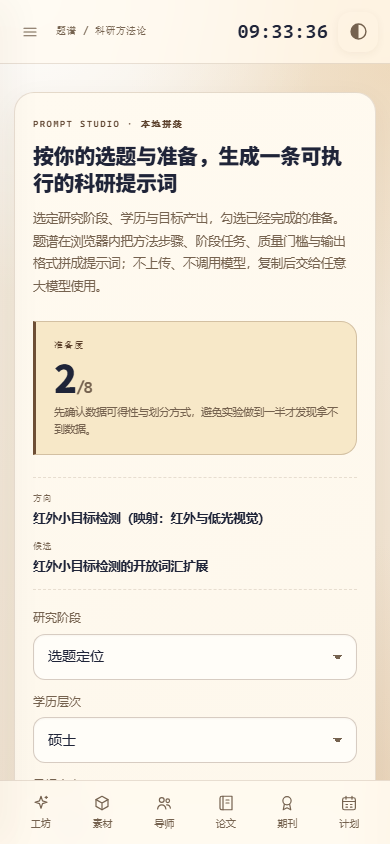 题谱 / 科研方法论
09:33:36
PROMPT STUDIO · 本地拼装
按你的选题与准备，生成一条可执
行的科研提示词
选定研究阶段、学历与目标产出，勾选已经完成的准备。
题谱在浏览器内把方法步骤、阶段任务、质量门槛与输出
格式拼成提示词；不上传、不调用模型，复制后交给任意
大模型使用。
准备度
2/8
先确认数据可得性与划分方式，避免实验做到一半才发现拿不
到数据。
方向
红外小目标检测（映射：红外与低光视觉）
候选
红外小目标检测的开放词汇扩展
研究阶段
选题定位
学历层次
硕士
工坊
素材
导师
论文
期刊
计划